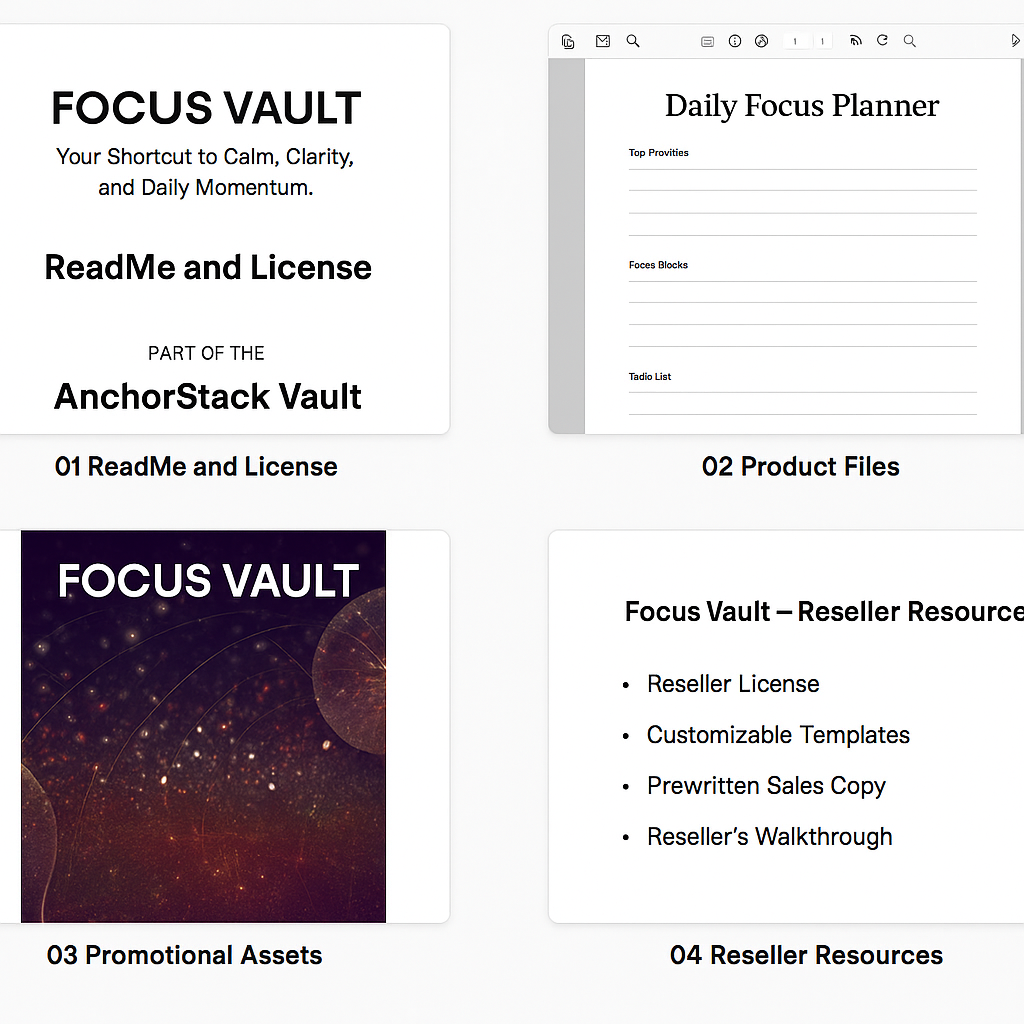 FOCUS VAULT
Your Shortcut to Calm, Clarity,
and Daily Momentum.
ReadMe and License
PART OF THE
AnchorStack Vault
01 ReadMe and License
1 1
Daily Focus Planner
Top Provities
Foces Blocks
Tadio List
02 Product Files
FOCUS VAULT
03 Promotional Assets
Focus Vault – Reseller Resource
• Reseller License
• Customizable Templates
• Prewritten Sales Copy
• Reseller’s Walkthrough
04 Reseller Resources